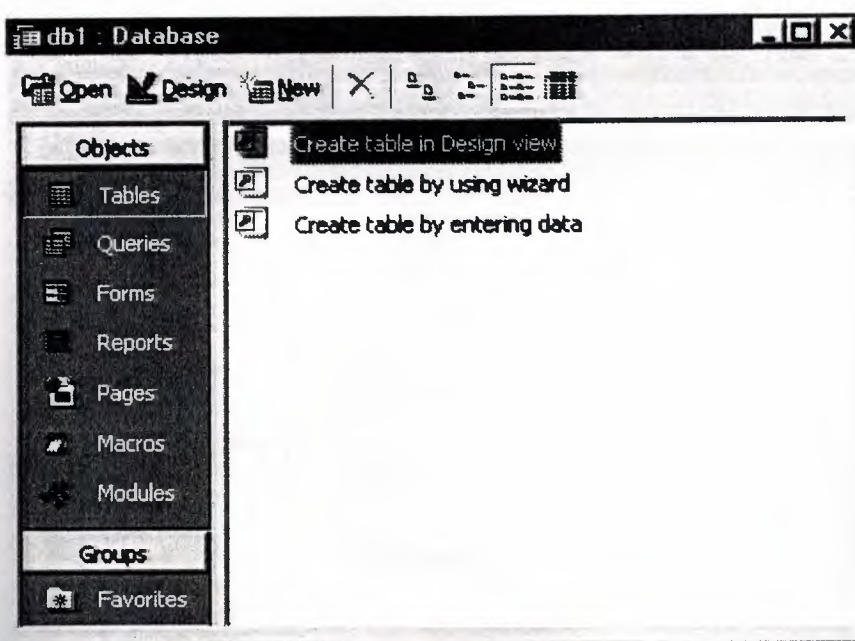 db1 : Database
Open Design New
Objects
Tables
Queries
Forms
Reports
Pages
Macros
Modules
Groups
Favorites
Create table in Design view
Create table by using wizard
Create table by entering data